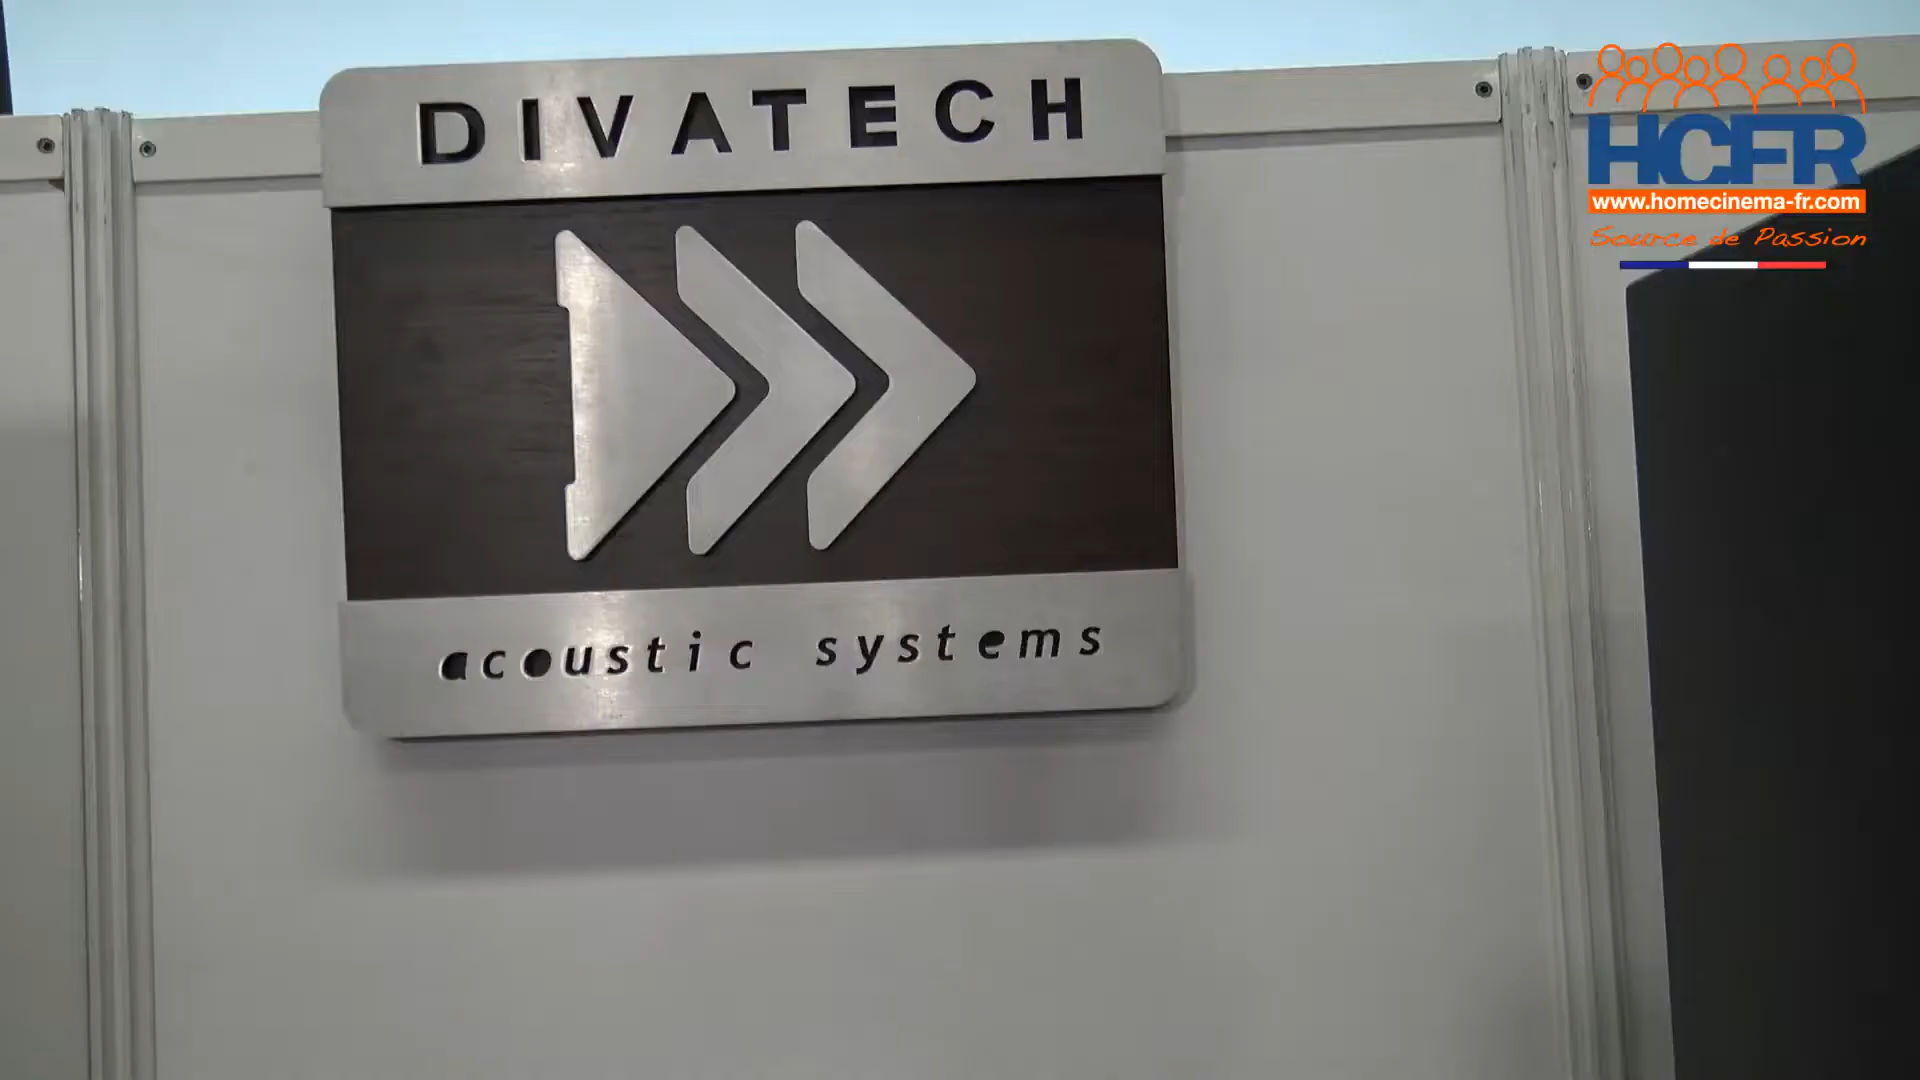 DIVATECH
acoustic systems
HCFR
www.homecinema-fr.com
Source de Passion